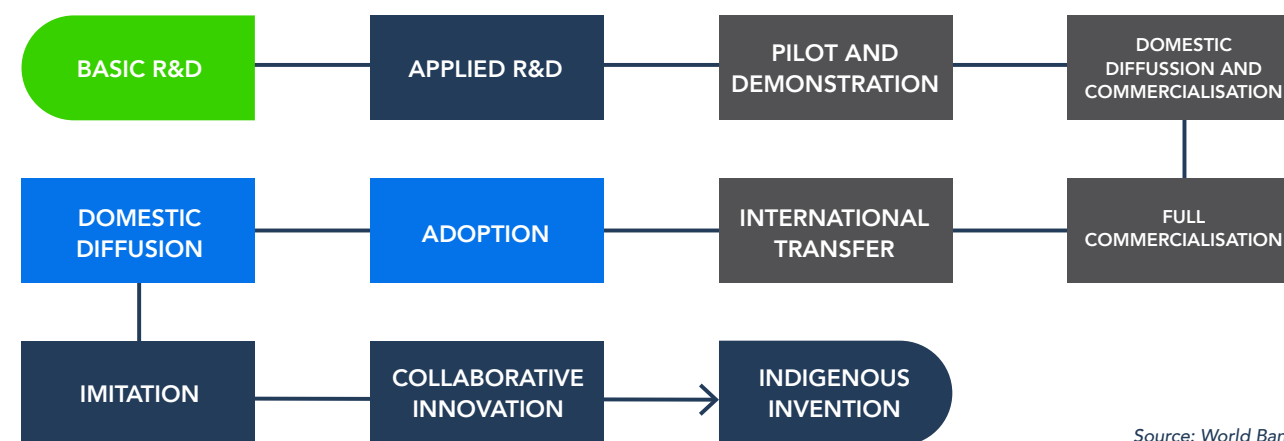 BASIC R&D
APPLIED R&D
PILOT AND
DEMONSTRATION
DOMESTIC
DIFFUSSION AND
COMMERCIALISATION
DOMESTIC
DIFFUSION
ADOPTION
INTERNATIONAL
TRANSFER
FULL
COMMERCIALISATION
IMITATION
COLLABORATIVE
INNOVATION
INDIGENOUS
INVENTION
Source: World